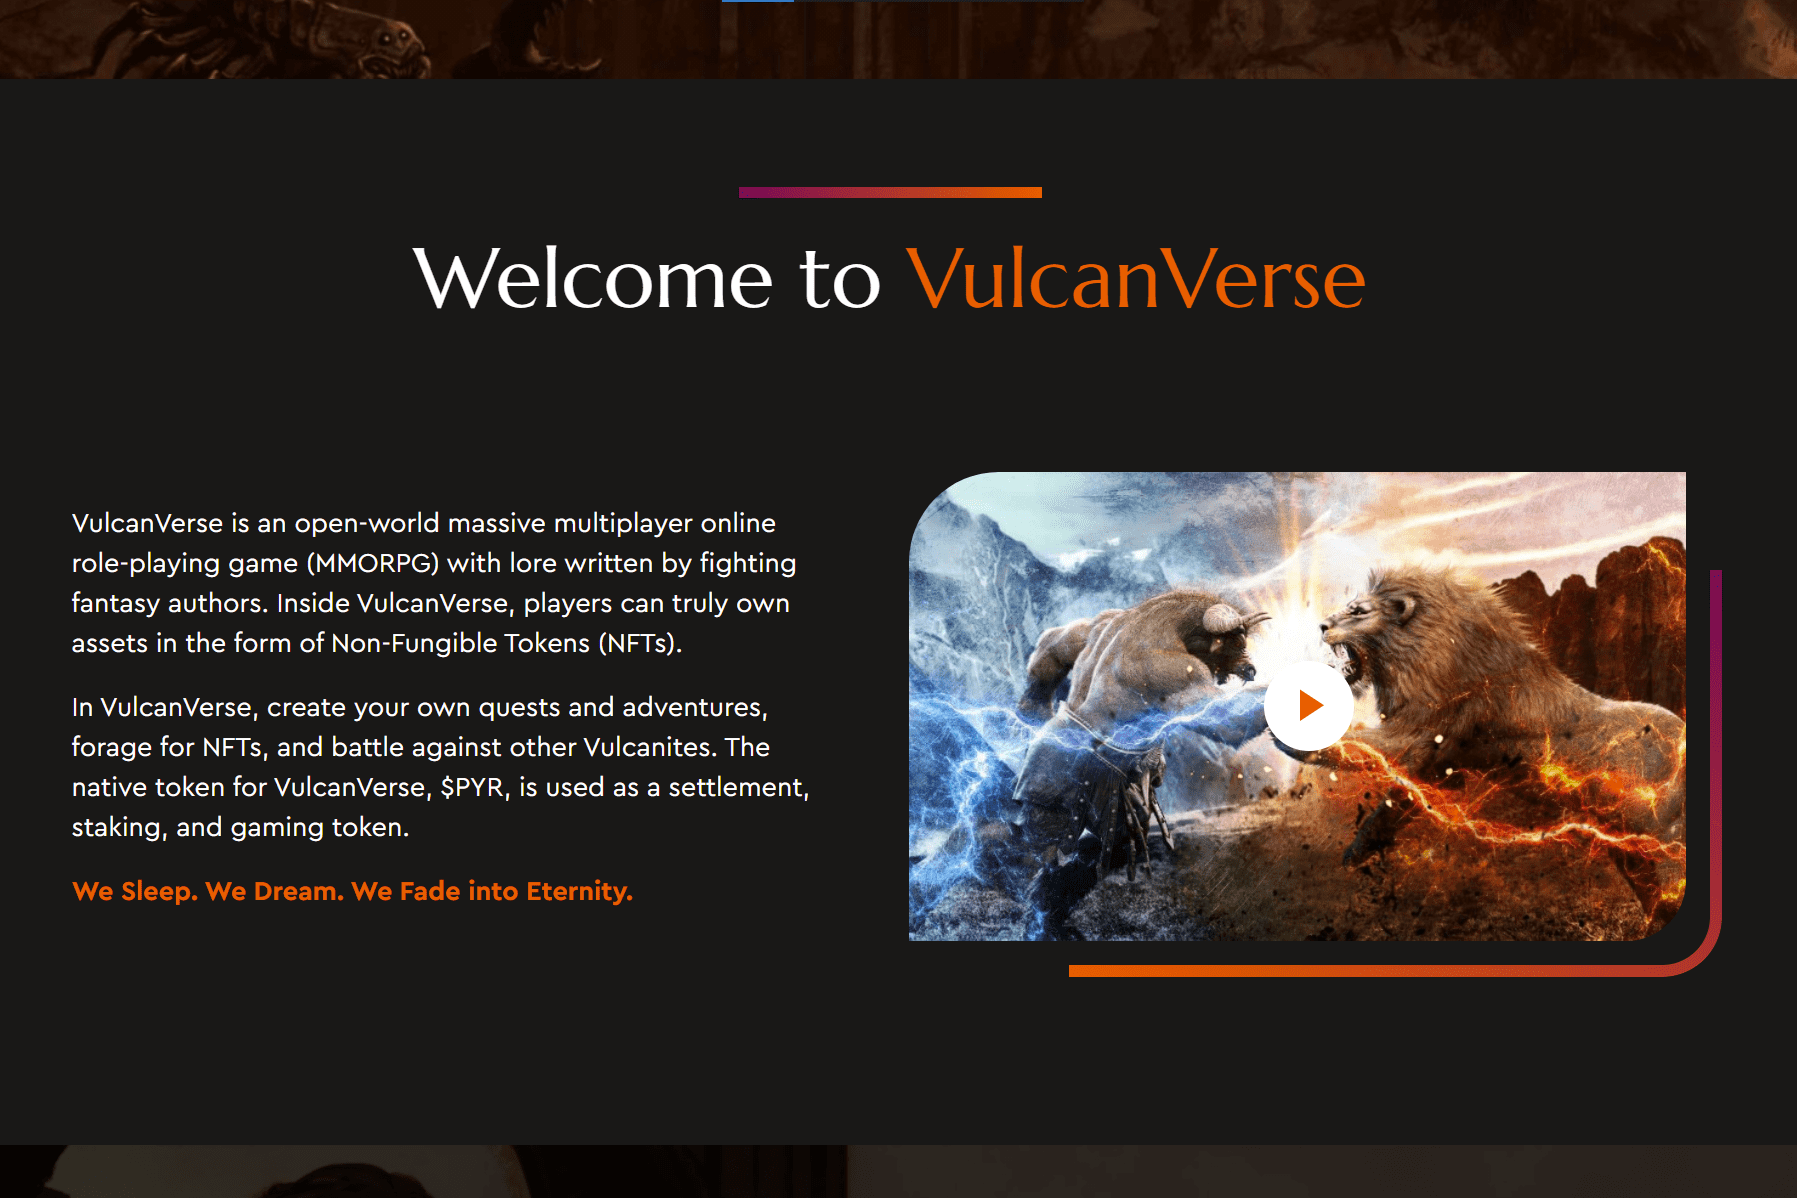 Welcome to VulcanVerse
VulcanVerse is an open-world massive multiplayer online
role-playing game (MMORPG) with lore written by fighting
fantasy authors. Inside VulcanVerse, players can truly own
assets in the form of Non-Fungible Tokens (NFTs).
In VulcanVerse, create your own quests and adventures,
forage for NFTs, and battle against other Vulcanites. The
native token for VulcanVerse, $PYR, is used as a settlement,
staking, and gaming token.
We Sleep. We Dream. We Fade into Eternity.